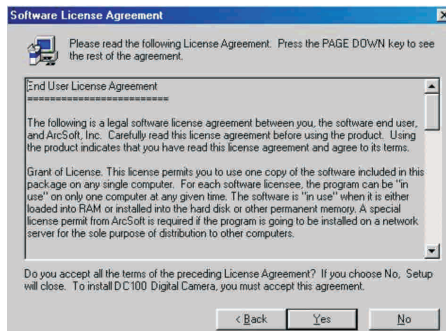 Software License Agreement
Please read the following License Agreement. Press the PAGE DOWN key to see
the rest of the agreement.
End User License Agreement
==========================
The following is a legal software license agreement between you, the software end user,
and ArcSoft, Inc. Carefully read this license agreement before using the product. Using
the product indicates that you have read this license agreement and agree to its terms.
Grant of License. This license permits you to use one copy of the software included in this
package on any single computer. For each software licensee, the program can be "in
use" on only one computer at any given time. The software is "in use" when it is either
loaded into RAM or installed into the hard disk or other permanent memory. A special
license permit from ArcSoft is required if the program is going to be installed on a network
server for the sole purpose of distribution to other computers.
Do you accept all the terms of the preceding License Agreement? If you choose No, Setup
will close. To install DC100 Digital Camera, you must accept this agreement.
< Back Yes No